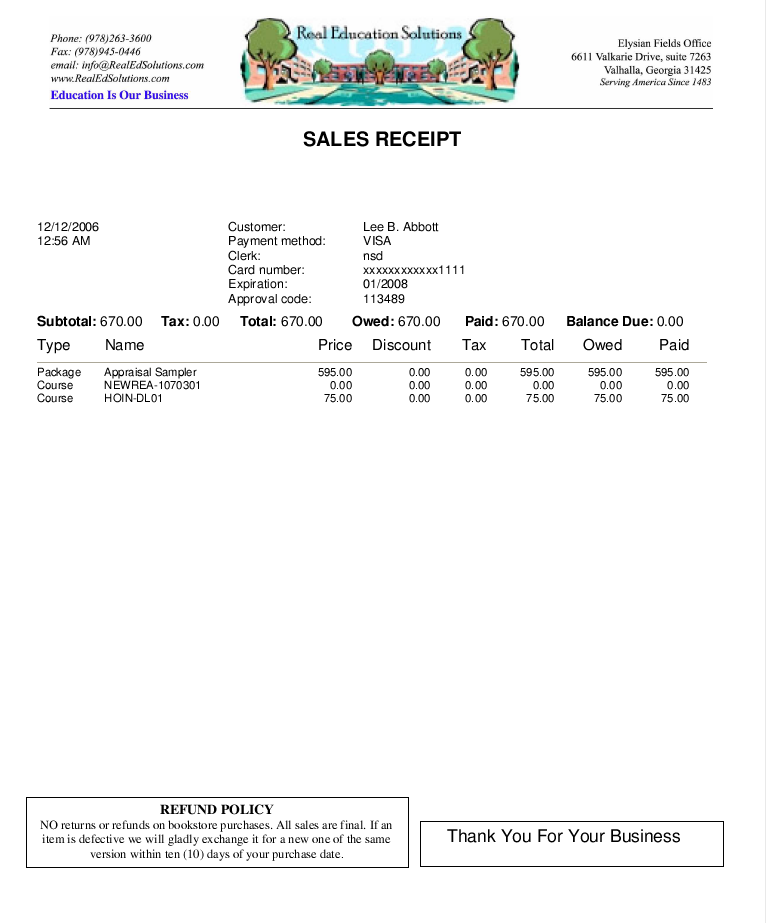 Phone: (978)263-3600
Fax: (978)945-0446
email: info@RealEdSolutions.com
www.RealEdSolutions.com
Education Is Our Business
Real Education Solutions
Elysian Fields Office
6611 Valkarie Drive, suite 7263
Valhalla, Georgia 31425
Serving America Since 1483
SALES RECEIPT
12/12/2006
12:56 AM
Customer: Lee B. Abbott
Payment method: VISA
Clerk: nsd
Card number: xxxxxxxxxxxx1111
Expiration: 01/2008
Approval code: 113489
Subtotal: 670.00 Tax: 0.00 Total: 670.00 Owed: 670.00 Paid: 670.00 Balance Due: 0.00
Type Name Price Discount Tax Total Owed Paid
Package Appraisal Sampler 595.00 0.00 0.00 595.00 595.00 595.00
Course NEWREA-1070301 0.00 0.00 0.00 0.00 0.00 0.00
Course HOIN-DL01 75.00 0.00 0.00 75.00 75.00 75.00
REFUND POLICY
NO returns or refunds on bookstore purchases. All sales are final. If an
item is defective we will gladly exchange it for a new one of the same
version within ten (10) days of your purchase date.
Thank You For Your Business